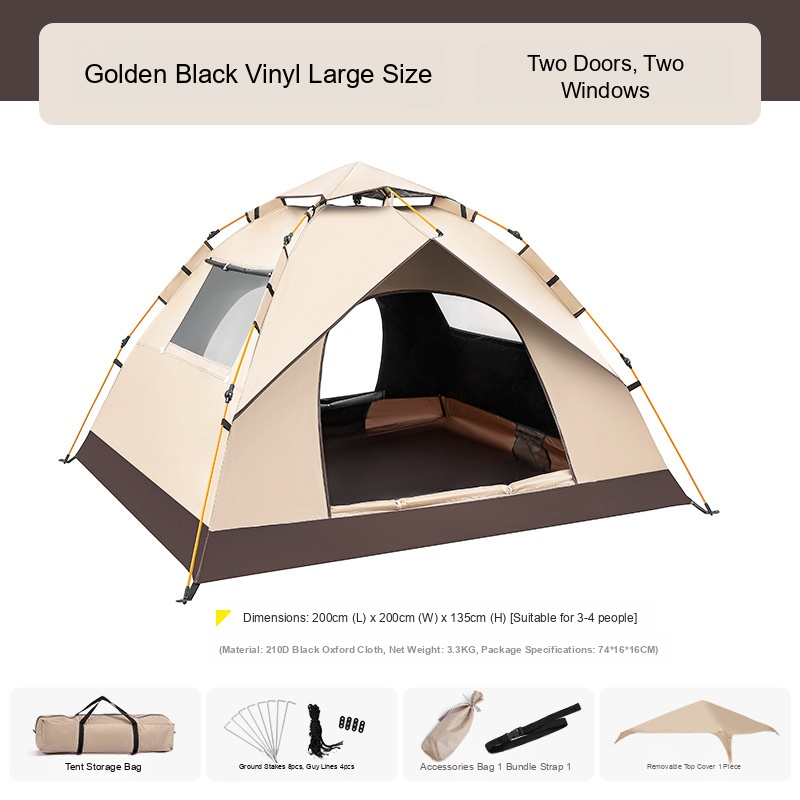 Golden Black Vinyl Large Size
Two Doors, Two
Windows
Dimensions: 200cm (L) x 200cm (W) x 135cm (H) [Suitable for 3-4 people]
(Material: 210D Black Oxford Cloth, Net Weight: 3.3KG, Package Specifications: 74*16*16CM)
Tent Storage Bag
Ground Stakes 8pcs, Guy Lines 4pcs
Accessories Bag 1 Bundle Strap 1
Removable Top Cover 1 Piece